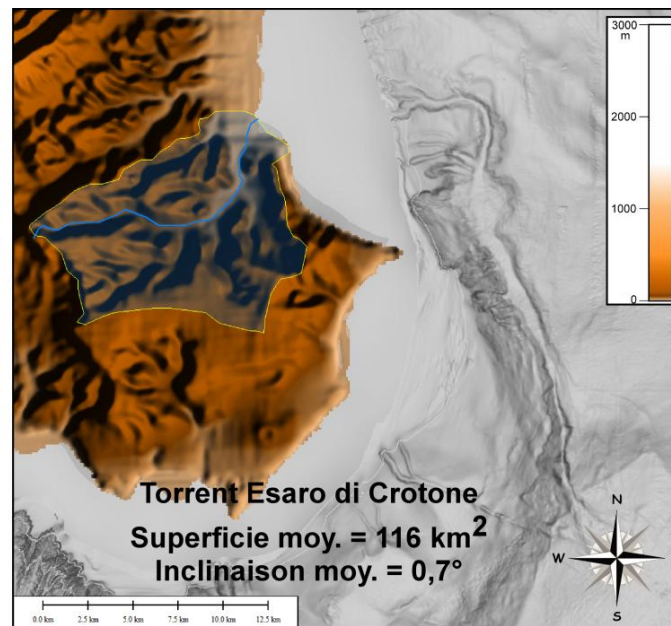 3000
m
2000
1000
0
Torrent Esaro di Crotone
Superficie moy. = 116 km²
Inclinaison moy. = 0,7°
N
W
E
S
0.0 km 2.5 km 5.0 km 7.5 km 10.0 km 12.5 km